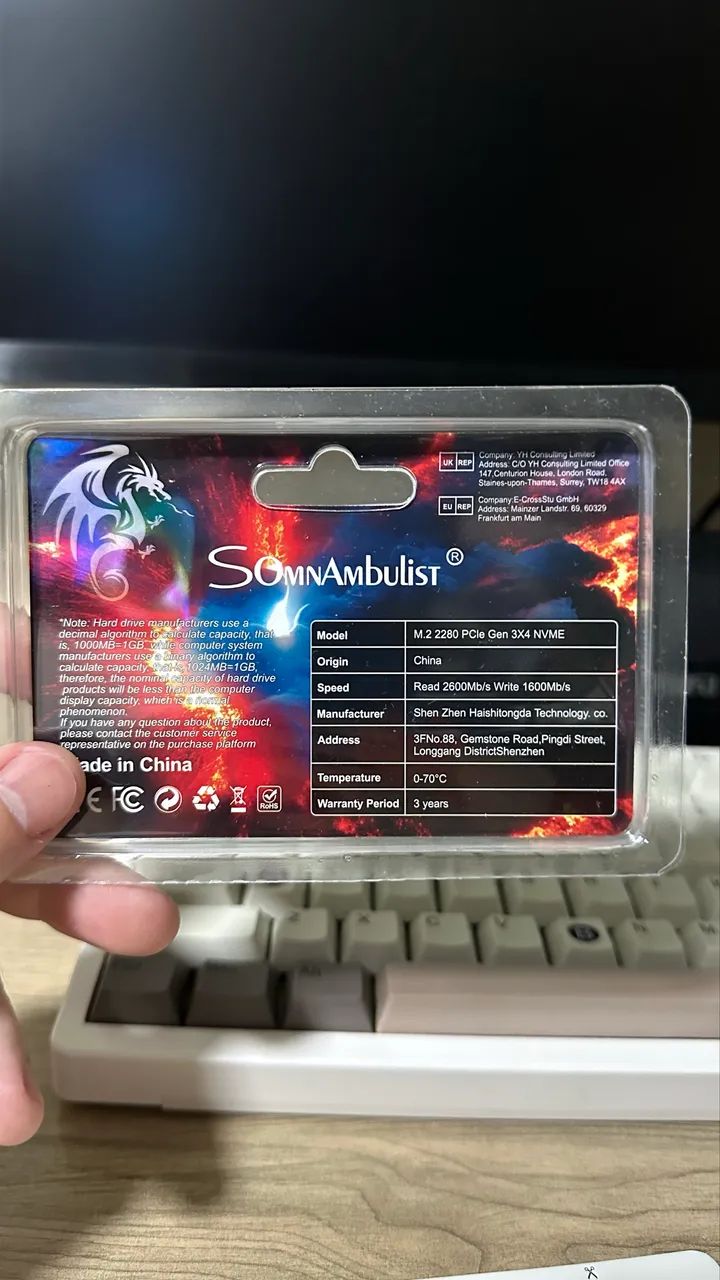 UK REP
Company: YH Consulting Limited
Address: C/O YH Consulting Limited Office
147,Centurion House, London Road,
Staines-upon-Thames, Surrey, TW18 4AX
EU REP
Company:E-CrossStu GmbH
Address: Mainzer Landstr. 69, 60329
Frankfurt am Main
SOMNAMBULIST®
*Note: Hard drive manufacturers use a
decimal algorithm to calculate capacity, that
is, 1000MB=1GB, while computer system
manufacturers use a binary algorithm to
calculate capacity, that is 1024MB=1GB,
therefore, the nominal capacity of hard drive
products will be less than the computer
display capacity, which is a normal
phenomenon.
If you have any question about the product,
please contact the customer service
representative on the purchase platform
ade in China
CE FC
RoHS
Model M.2 2280 PCIe Gen 3X4 NVME
Origin China
Speed Read 2600Mb/s Write 1600Mb/s
Manufacturer Shen Zhen Haishitongda Technology. co.
Address 3FNo.88, Gemstone Road,Pingdi Street,
Longgang DistrictShenzhen
Temperature 0-70°C
Warranty Period 3 years
Z X C V B N M